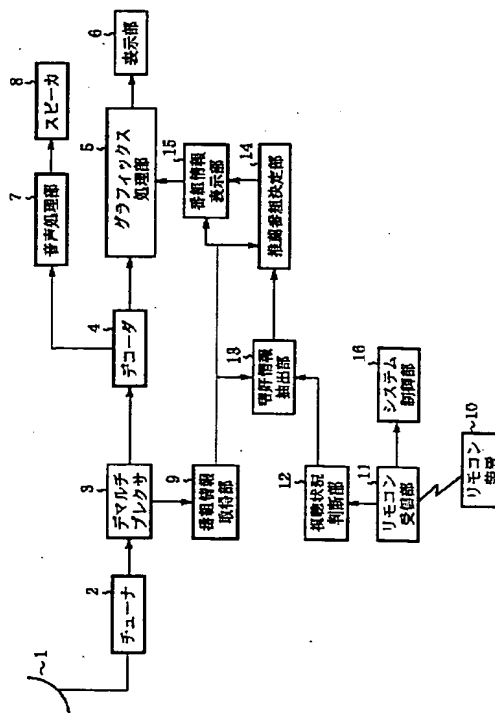 1
2
チューナ
3
デマルチ
プレクサ
4
デコーダ
5
グラフィックス
処理部
6
表示部
7
音声処理部
8
スピーカ
9
番組情報
取得部
15
番組情報
表示部
14
推薦番組決定部
13
嗜好情報
抽出部
12
視聴状況
判断部
11
リモコン
受信部
16
システム
制御部
10
リモコン
装置